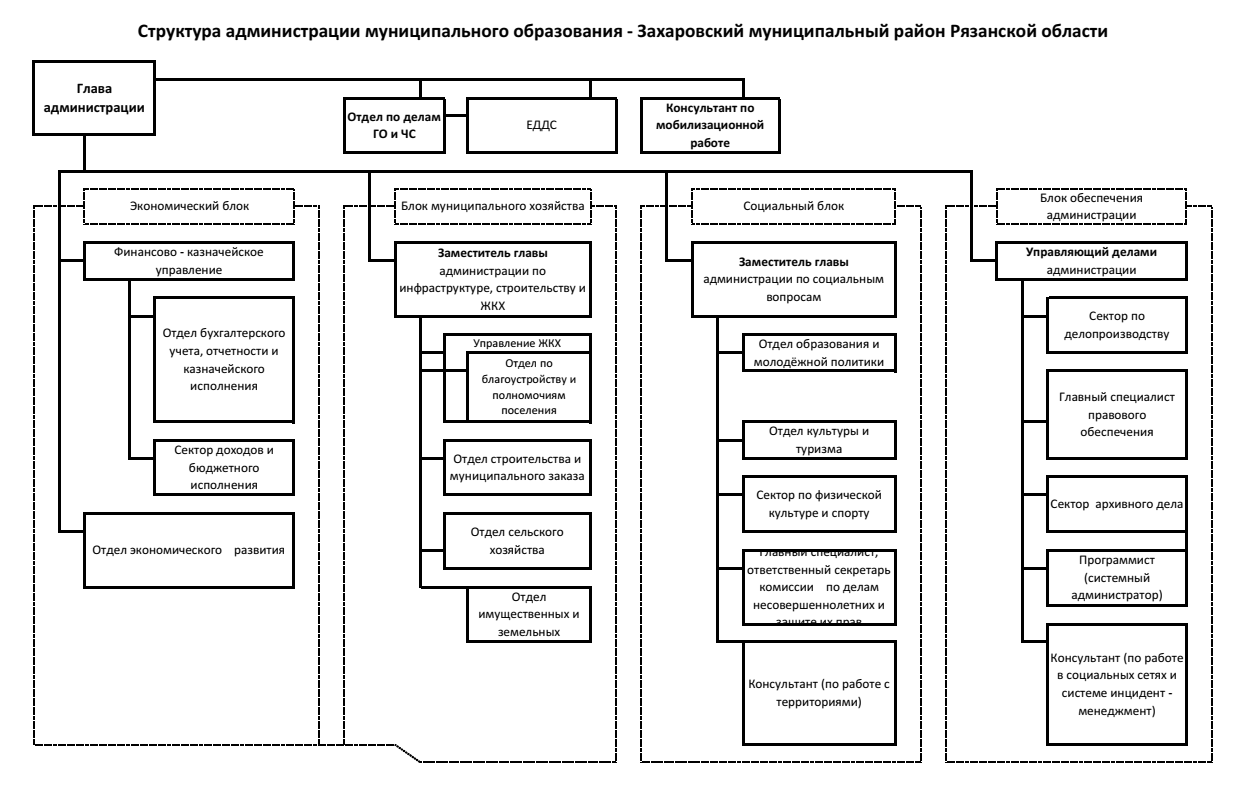 Структура администрации муниципального образования - Захаровский муниципальный район Рязанской области
Глава
администрации
Отдел по делам
ГО и ЧС
ЕДДС
Консультант по
мобилизационной
работе
Экономический блок
Финансово - казначейское
управление
Отдел бухгалтерского
учета, отчетности и
казначейского
исполнения
Сектор доходов и
бюджетного
исполнения
Отдел экономического развития
Блок муниципального хозяйства
Заместитель главы
администрации по
инфраструктуре, строительству и
ЖКХ
Управление ЖКХ
Отдел по
благоустройству и
полномочиям
поселения
Отдел строительства и
муниципального заказа
Отдел сельского
хозяйства
Отдел
имущественных и
земельных
Социальный блок
Заместитель главы
администрации по социальным
вопросам
Отдел образования и
молодёжной политики
Отдел культуры и
туризма
Сектор по физической
культуре и спорту
Главный специалист,
ответственный секретарь
комиссии по делам
несовершеннолетних и
защите их прав
Консультант (по работе с
территориями)
Блок обеспечения
администрации
Управляющий делами
администрации
Сектор по
делопроизводству
Главный специалист
правового
обеспечения
Сектор архивного дела
Программист
(системный
администратор)
Консультант (по работе
в социальных сетях и
системе инцидент -
менеджмент)